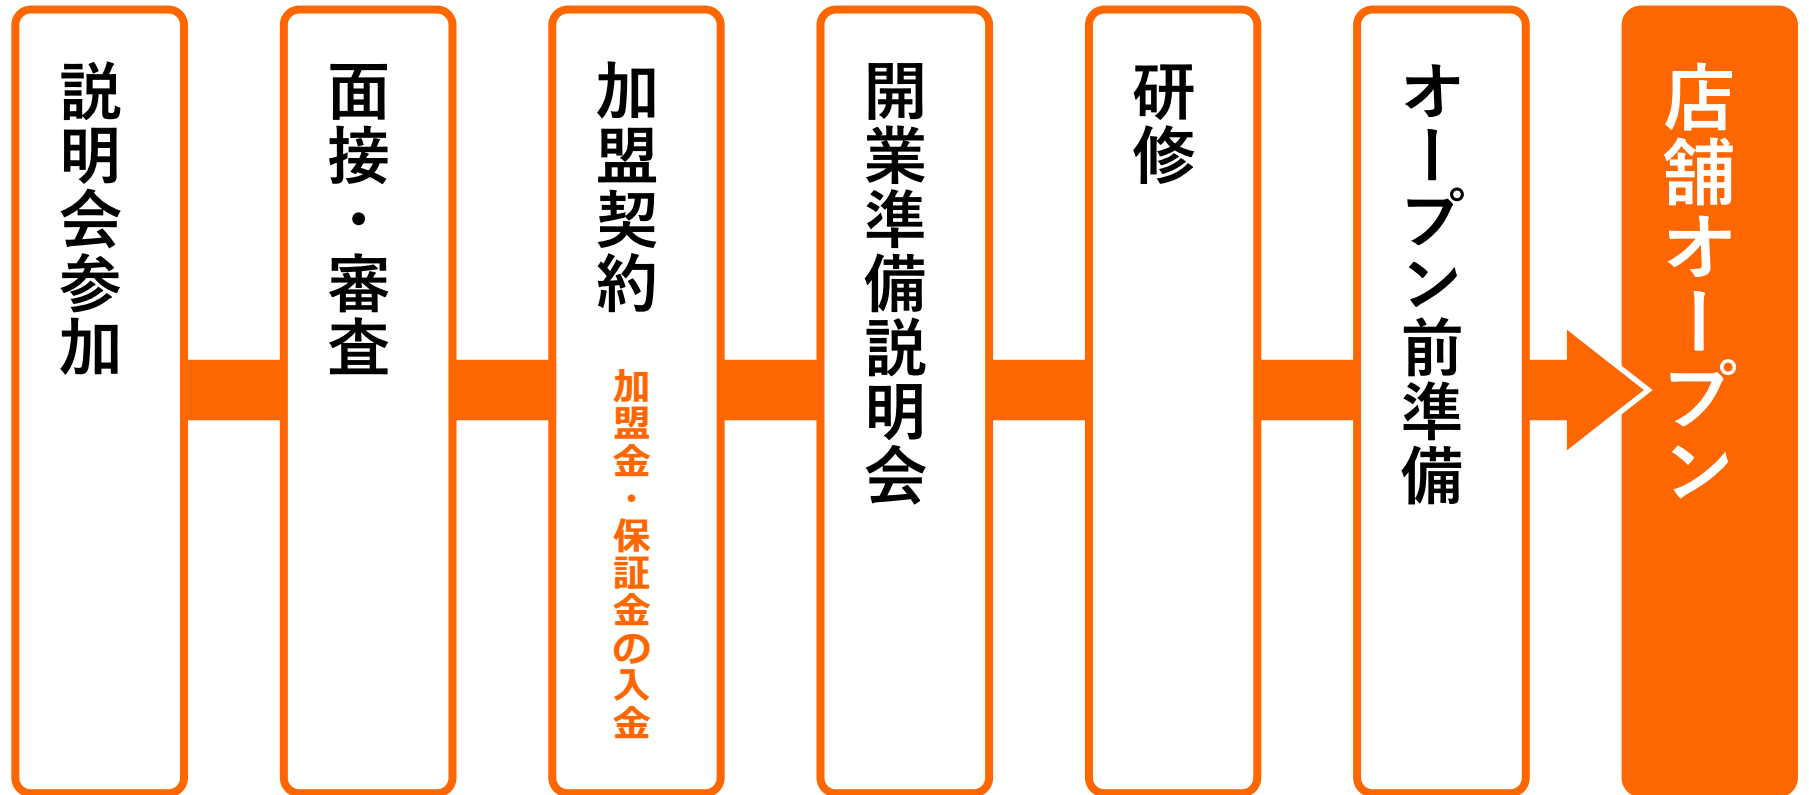 説明会参加
面接・審査
加盟契約
加盟金・保証金の入金
開業準備説明会
研修
オープン前準備
店舗オープン